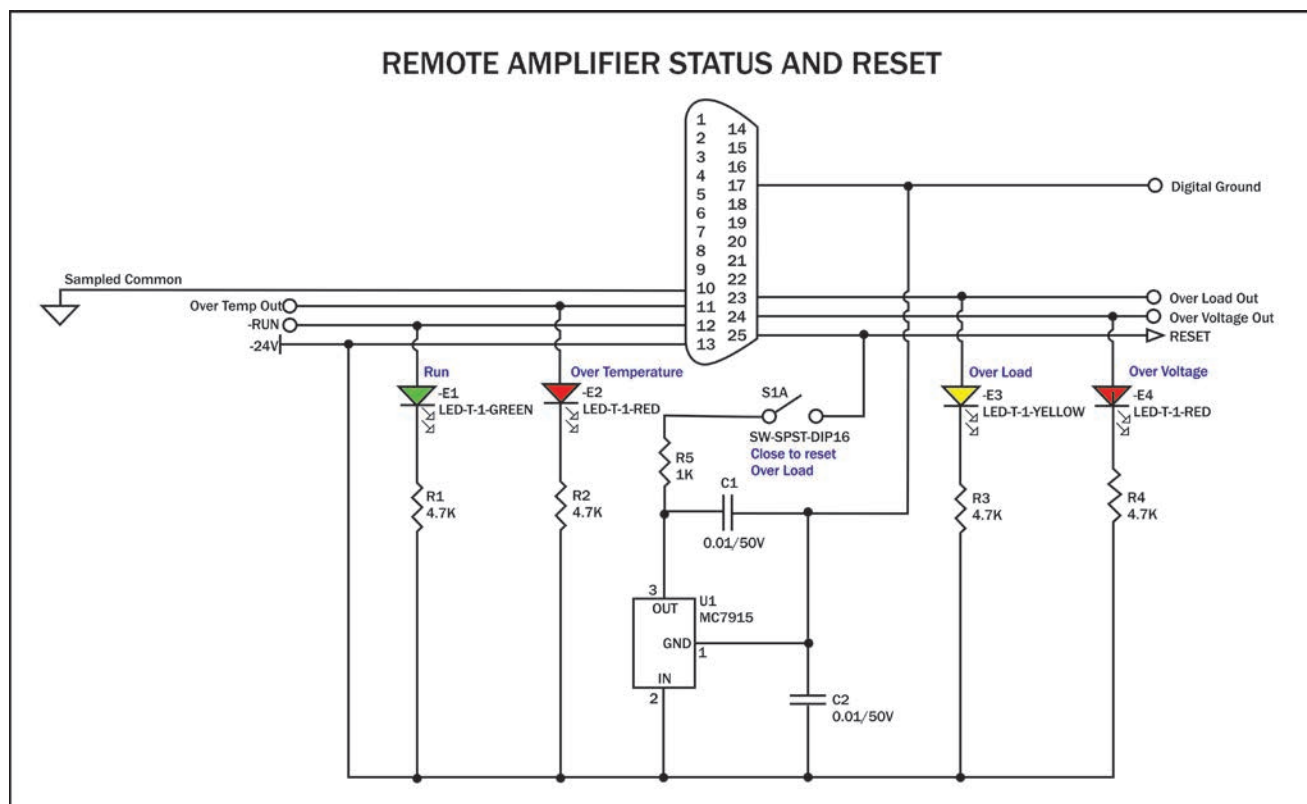 REMOTE AMPLIFIER STATUS AND RESET
1
2
3
4
5
6
7
8
9
10
11
12
13
14
15
16
17
18
19
20
21
22
23
24
25
Digital Ground
Sampled Common
Over Temp Out
-RUN
-24V
Over Load Out
Over Voltage Out
RESET
Run
-E1
LED-T-1-GREEN
Over Temperature
-E2
LED-T-1-RED
S1A
SW-SPST-DIP16
Close to reset
Over Load
Over Load
-E3
LED-T-1-YELLOW
Over Voltage
-E4
LED-T-1-RED
R1
4.7K
R2
4.7K
R5
1K
C1
0.01/50V
R3
4.7K
R4
4.7K
3
OUT
U1
MC7915
GND
1
IN
2
C2
0.01/50V